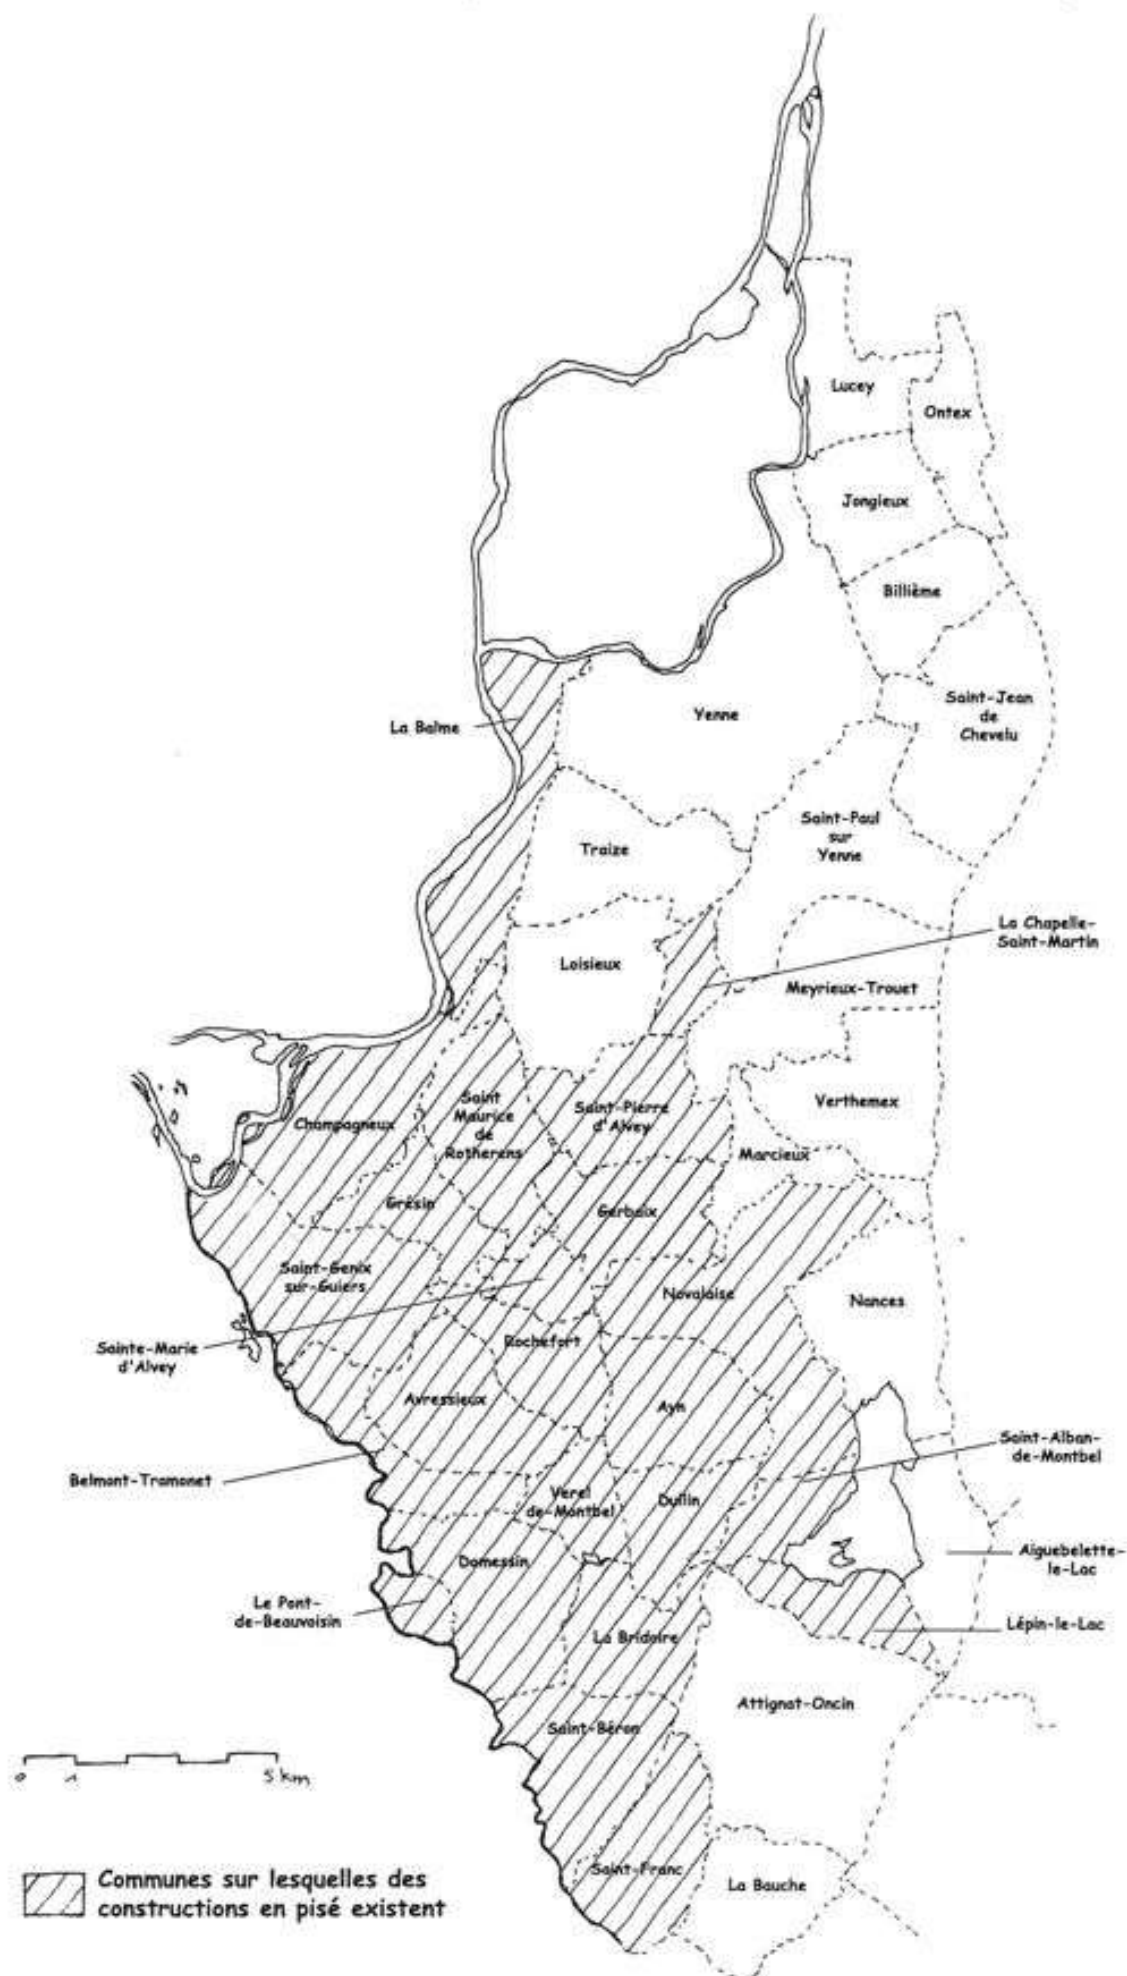 Lucey
Ontex
Jongieux
Billième
Saint-Jean
de
Chevelu
Yenne
La Balme
Saint-Paul
sur
Yenne
Traize
La Chapelle-
Saint-Martin
Loisieux
Meyrieux-Trouet
Verthemex
Saint
Maurice
de
Rotherens
Champagneux
Saint-Pierre
d'Alvey
Marcieux
Grésin
Gerbaix
Saint-Genix
sur-Guiers
Novalaise
Nances
Sainte-Marie
d'Alvey
Rochefort
Avressieux
Ayn
Saint-Alban-
de-Montbel
Belmont-Tramonet
Verel
de-Montbel
Dullin
Domessin
Aiguebelette-
le-Lac
Le Pont-
de-Beauvoisin
Lépin-le-Lac
La Bridoire
Attignat-Oncin
Saint-Béron
0 1 5 km
Saint-Franc
La Bauche
Communes sur lesquelles des
constructions en pisé existent